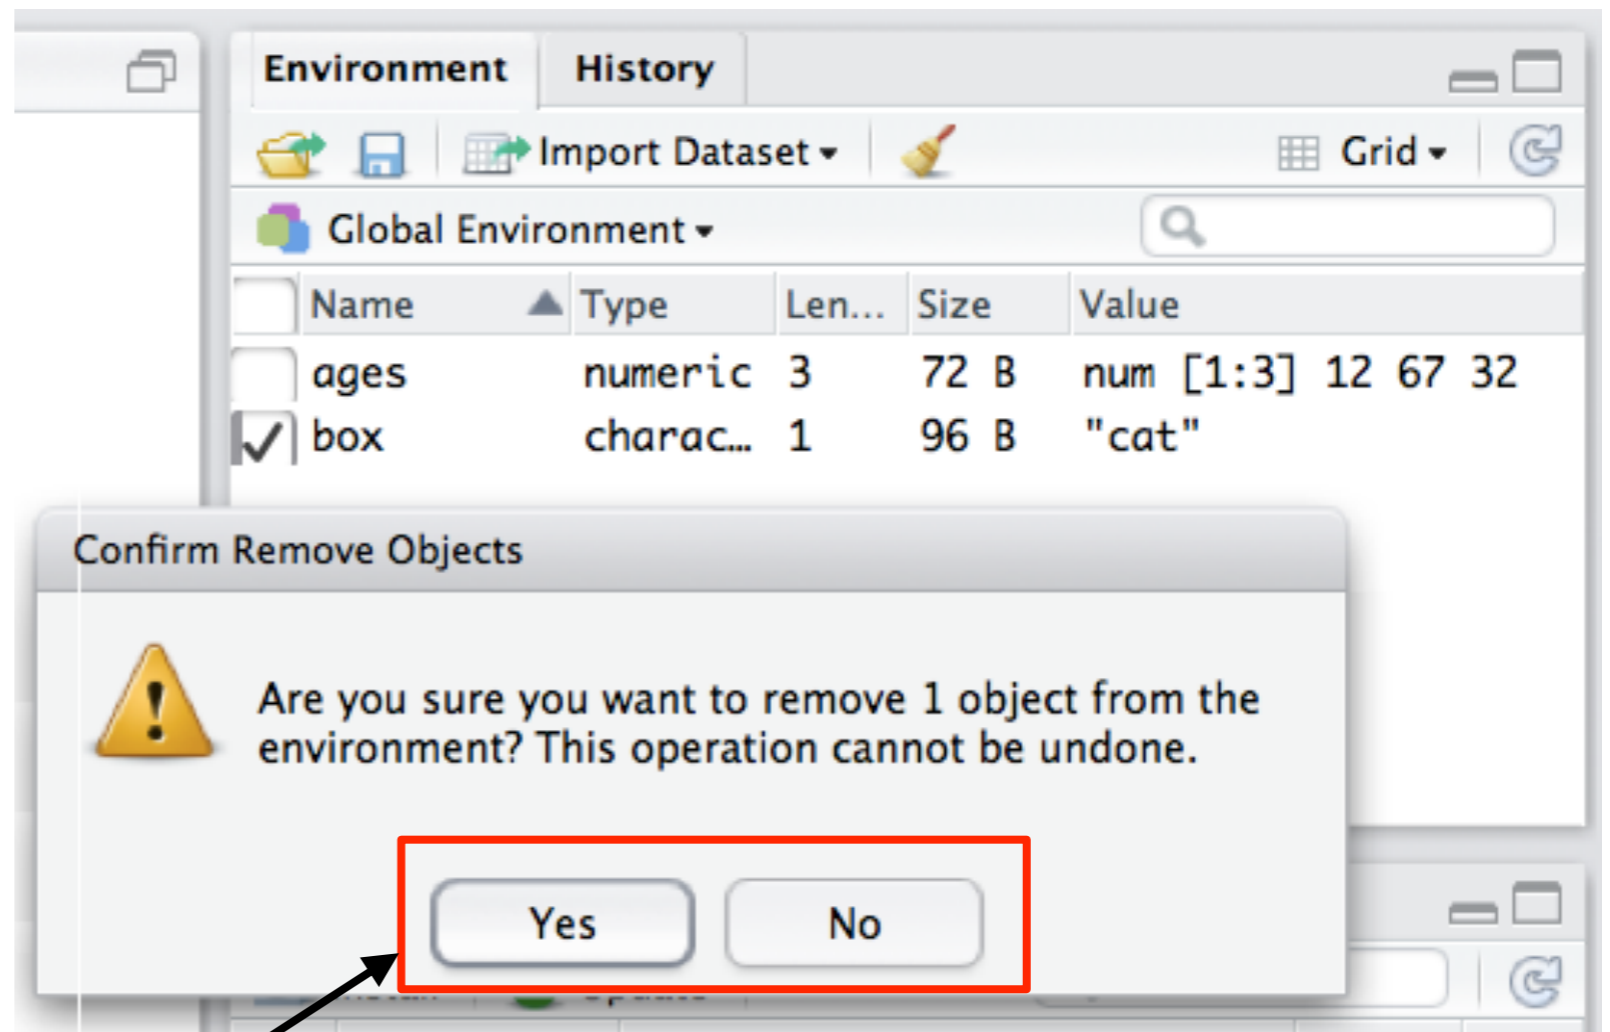 Environment History
Import Dataset Grid
Global Environment
Name Type Len... Size Value
ages numeric 3 72 B num [1:3] 12 67 32
box charac... 1 96 B "cat"
Confirm Remove Objects
Are you sure you want to remove 1 object from the
environment? This operation cannot be undone.
Yes No